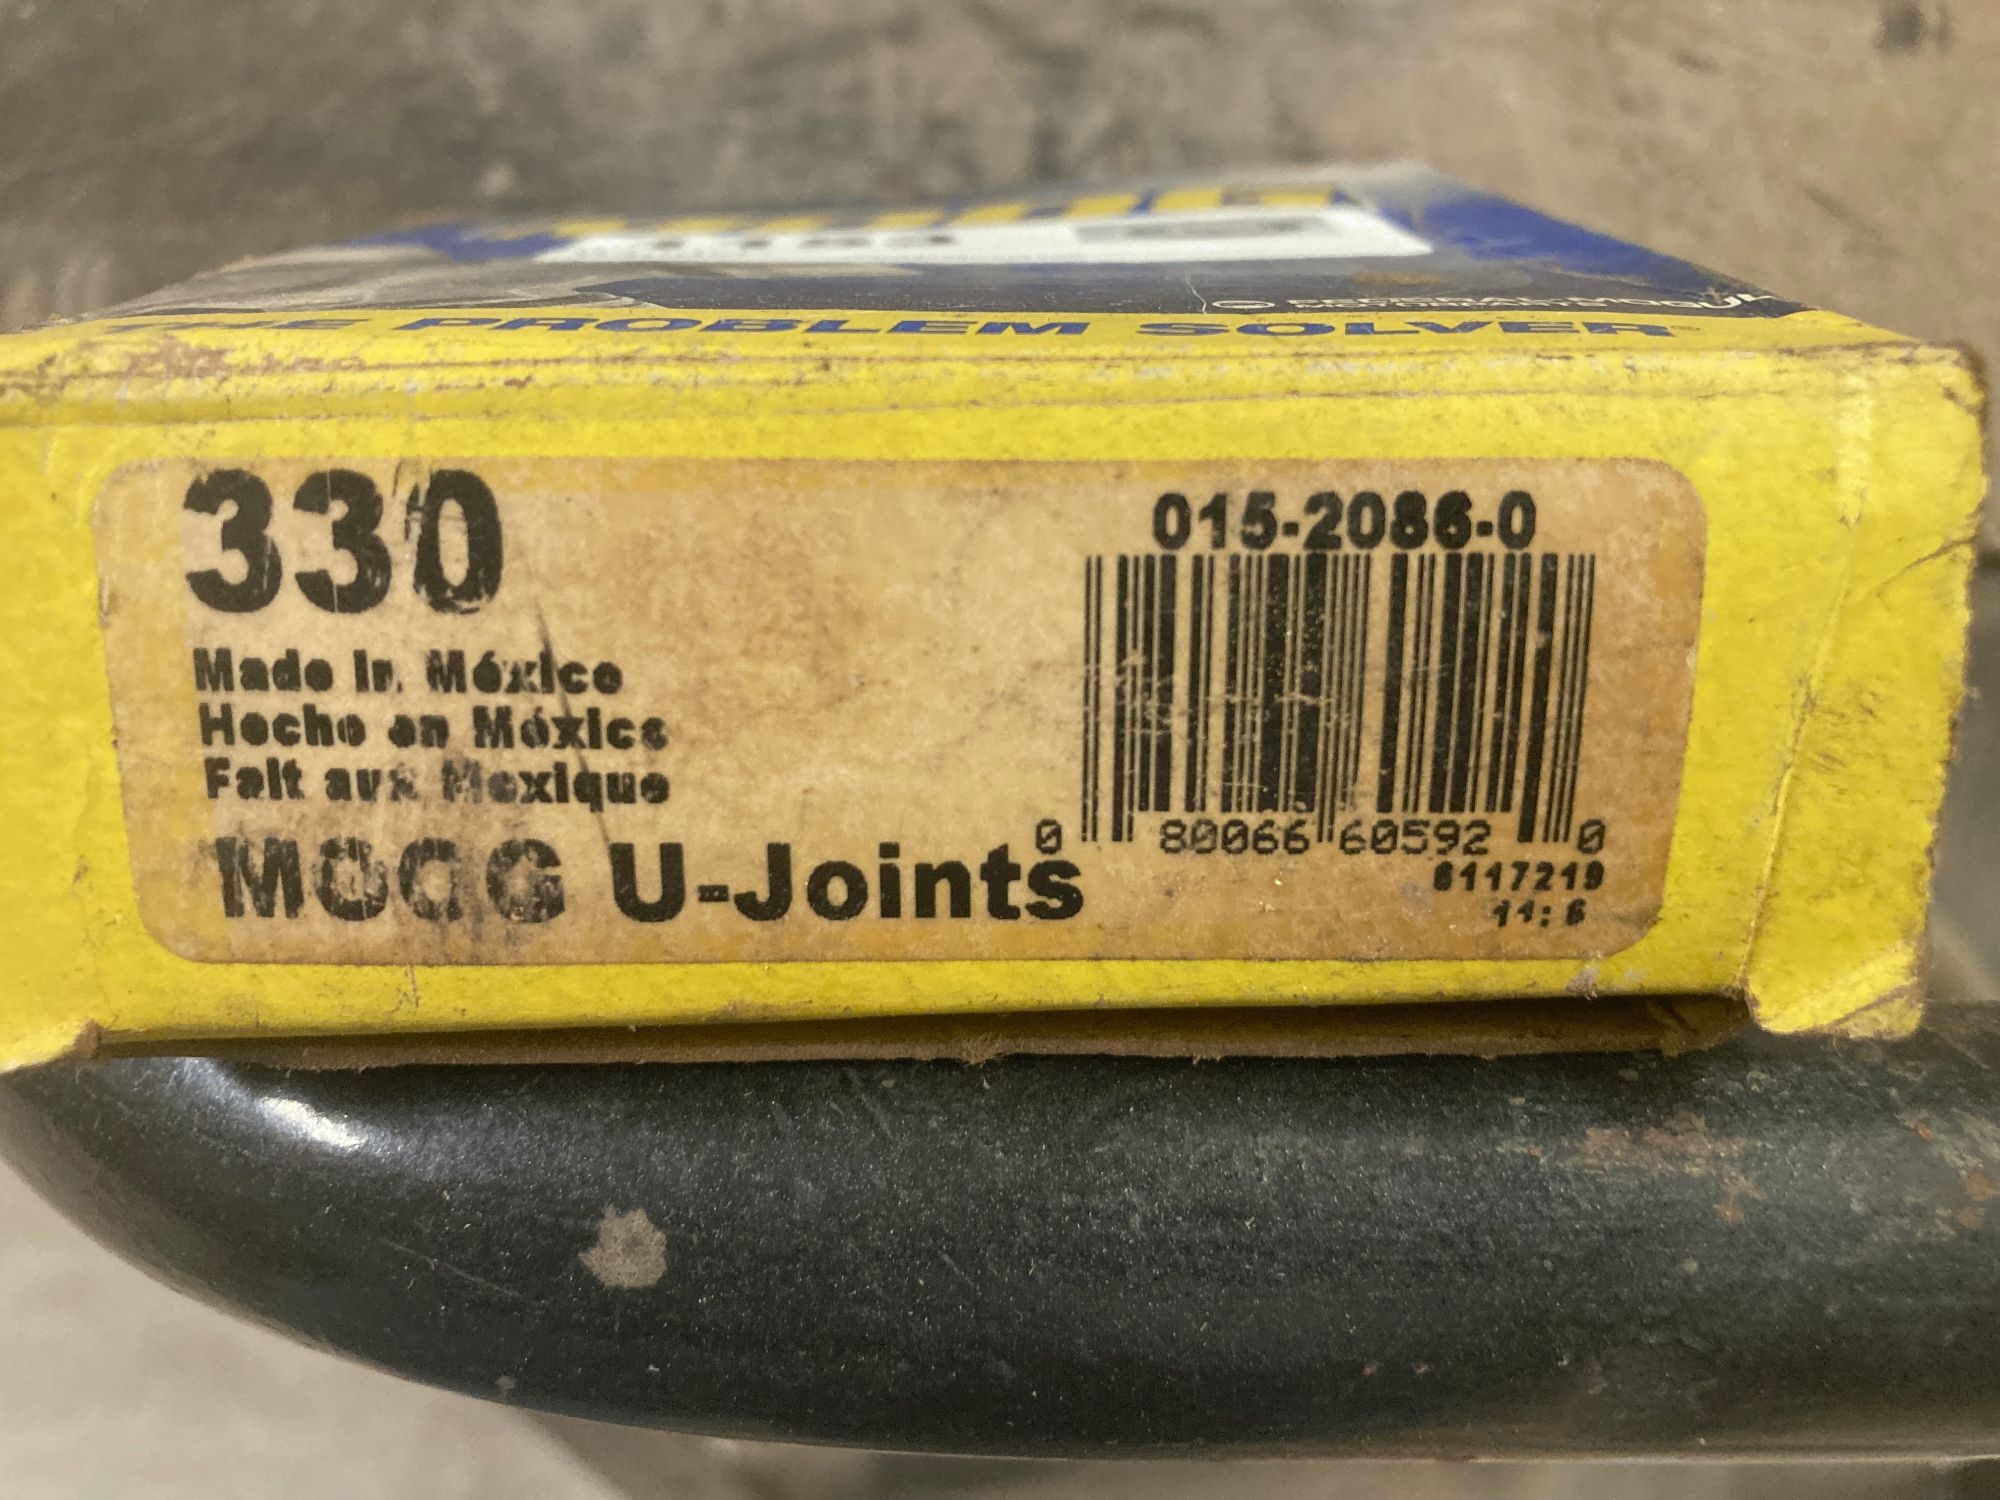 THE PROBLEM SOLVER
330
Made In México
Hecho en México
Fait aux Mexique
MOOG U-Joints
015-2086-0
0 80066 60592 0
6117219
11: 6